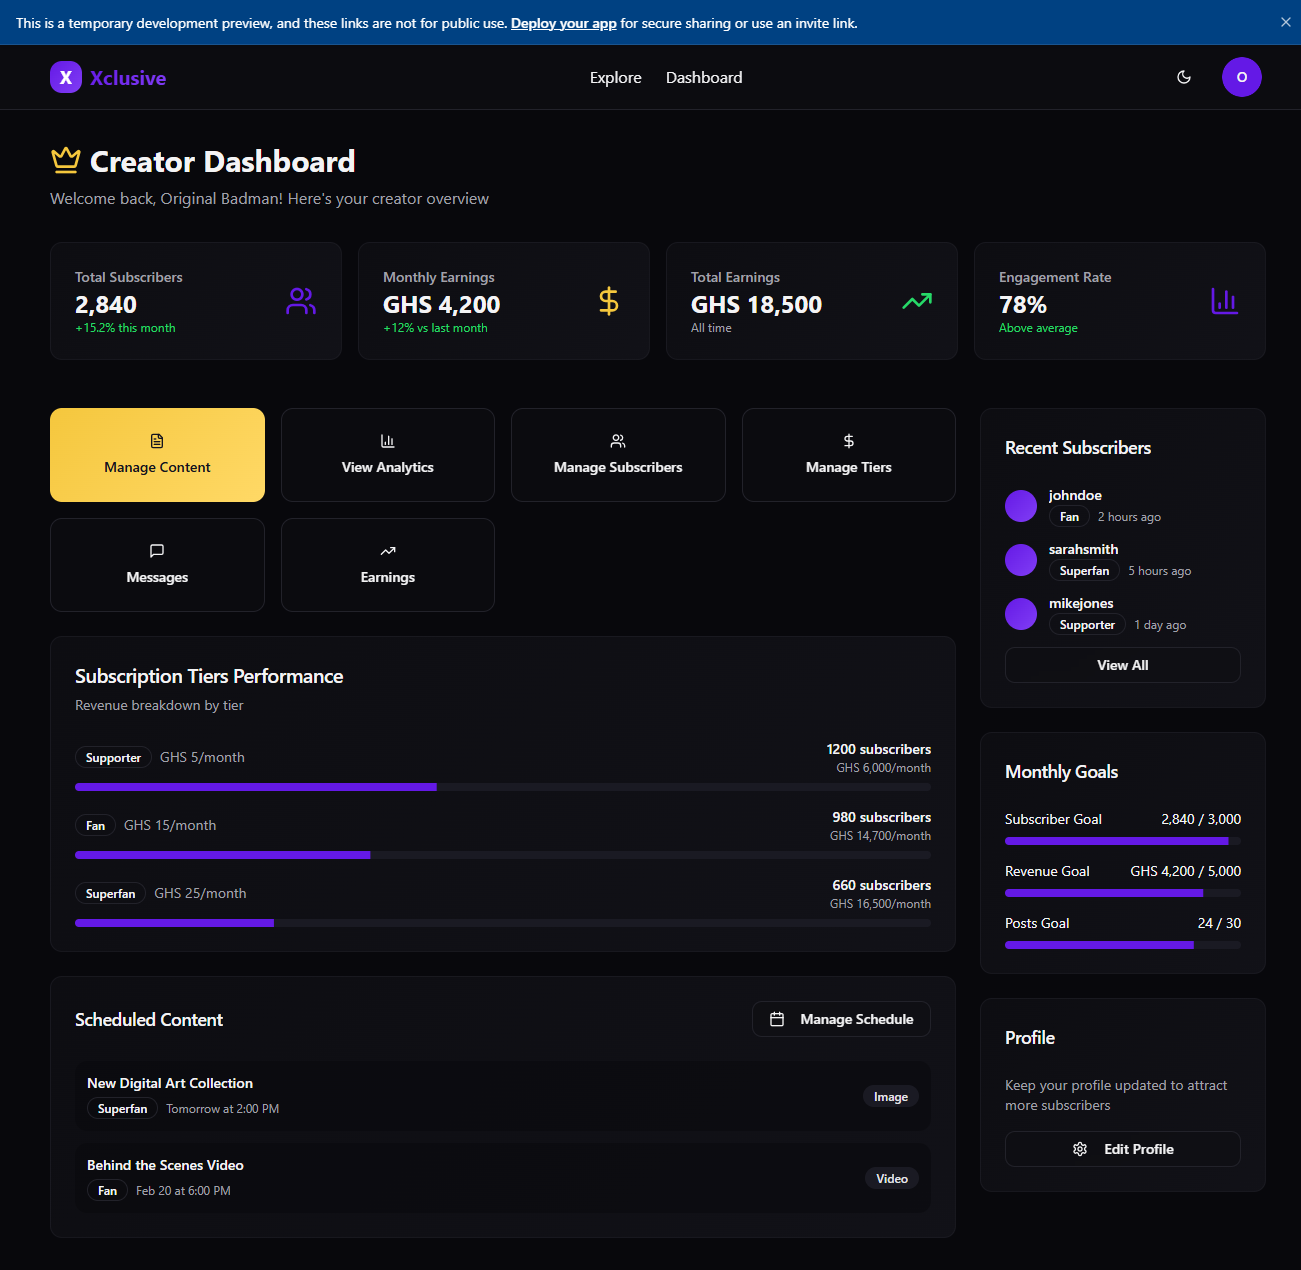 This is a temporary development preview, and these links are not for public use. Deploy your app for secure sharing or use an invite link.
X Xclusive
Explore Dashboard
O
Creator Dashboard
Welcome back, Original Badman! Here's your creator overview
Total Subscribers
2,840
+15.2% this month
Monthly Earnings
GHS 4,200
+12% vs last month
Total Earnings
GHS 18,500
All time
Engagement Rate
78%
Above average
Manage Content
View Analytics
Manage Subscribers
Manage Tiers
Messages
Earnings
Subscription Tiers Performance
Revenue breakdown by tier
Supporter GHS 5/month
1200 subscribers
GHS 6,000/month
Fan GHS 15/month
980 subscribers
GHS 14,700/month
Superfan GHS 25/month
660 subscribers
GHS 16,500/month
Scheduled Content
Manage Schedule
New Digital Art Collection
Superfan Tomorrow at 2:00 PM
Image
Behind the Scenes Video
Fan Feb 20 at 6:00 PM
Video
Recent Subscribers
johndoe
Fan 2 hours ago
sarahsmith
Superfan 5 hours ago
mikejones
Supporter 1 day ago
View All
Monthly Goals
Subscriber Goal 2,840 / 3,000
Revenue Goal GHS 4,200 / 5,000
Posts Goal 24 / 30
Profile
Keep your profile updated to attract
more subscribers
Edit Profile